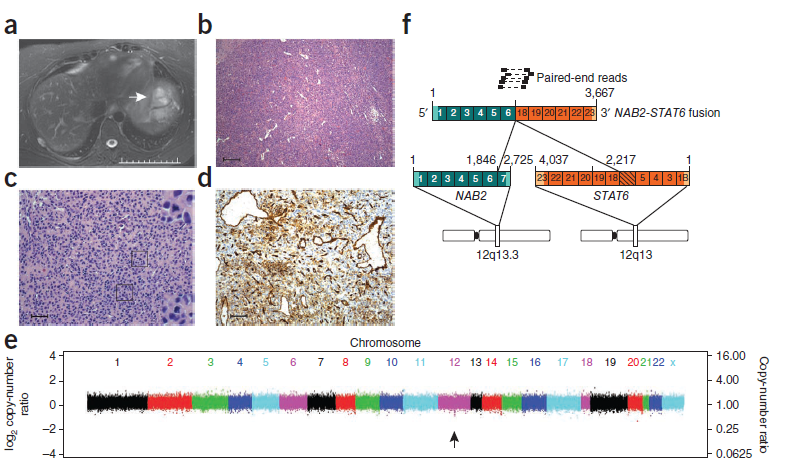 a
b
f
Paired-end reads
1 3,667
5′ 1 2 3 4 5 6 18 19 20 21 22 23 3′ NAB2-STAT6 fusion
c
d
1 1,846 2,725 4,037 2,217 1
1 2 3 4 5 6 7 23 22 21 20 19 18 5 4 3 1B
NAB2 STAT6
12q13.3 12q13
e
Chromosome
1 2 3 4 5 6 7 8 9 10 11 12 13 14 15 16 17 18 19 20 21 22 x
4 16.00
2 4.00
0 1.00
−2 0.25
−4 0.0625
log2 copy-number
ratio
Copy-number ratio